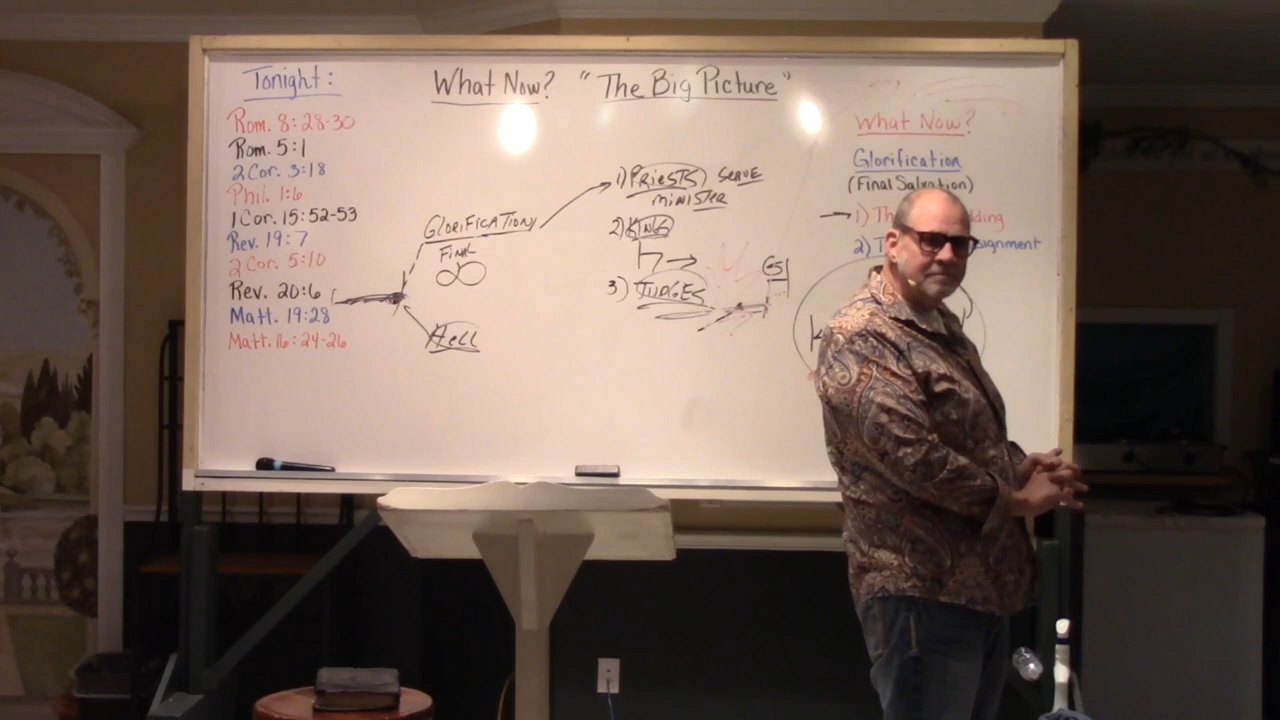 Tonight:
Rom. 8:28-30
Rom. 5:1
2 Cor. 3:18
Phil. 1:6
1 Cor. 15:52-53
Rev. 19:7
2 Cor. 5:10
Rev. 20:6
Matt. 19:28
Matt. 16:24-26
What Now? "The Big Picture"
GLORIFICATION
FINAL
HELL
1) PRIESTS SERVE
MINISTER
2) KINGS
3) JUDGES
What Now?
Glorification
(Final Salvation)
1)
2)